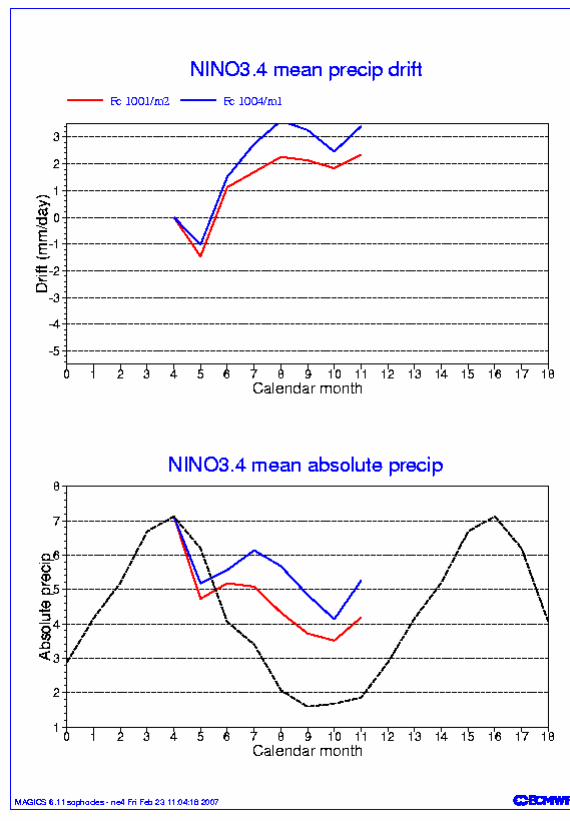 NINO3.4 mean precip drift
Fc 1001/m2 Fc 1004/m1
3
2
1
0
-1
-2
-3
-4
-5
Drift (mm/day)
0 1 2 3 4 5 6 7 8 9 10 11 12 13 14 15 16 17 18
Calendar month
NINO3.4 mean absolute precip
8
7
6
5
4
3
2
1
Absolute precip
0 1 2 3 4 5 6 7 8 9 10 11 12 13 14 15 16 17 18
Calendar month
MAGICS 6.11 sophocles - ne4 Fri Feb 23 11:04:18 2007
ECMWF